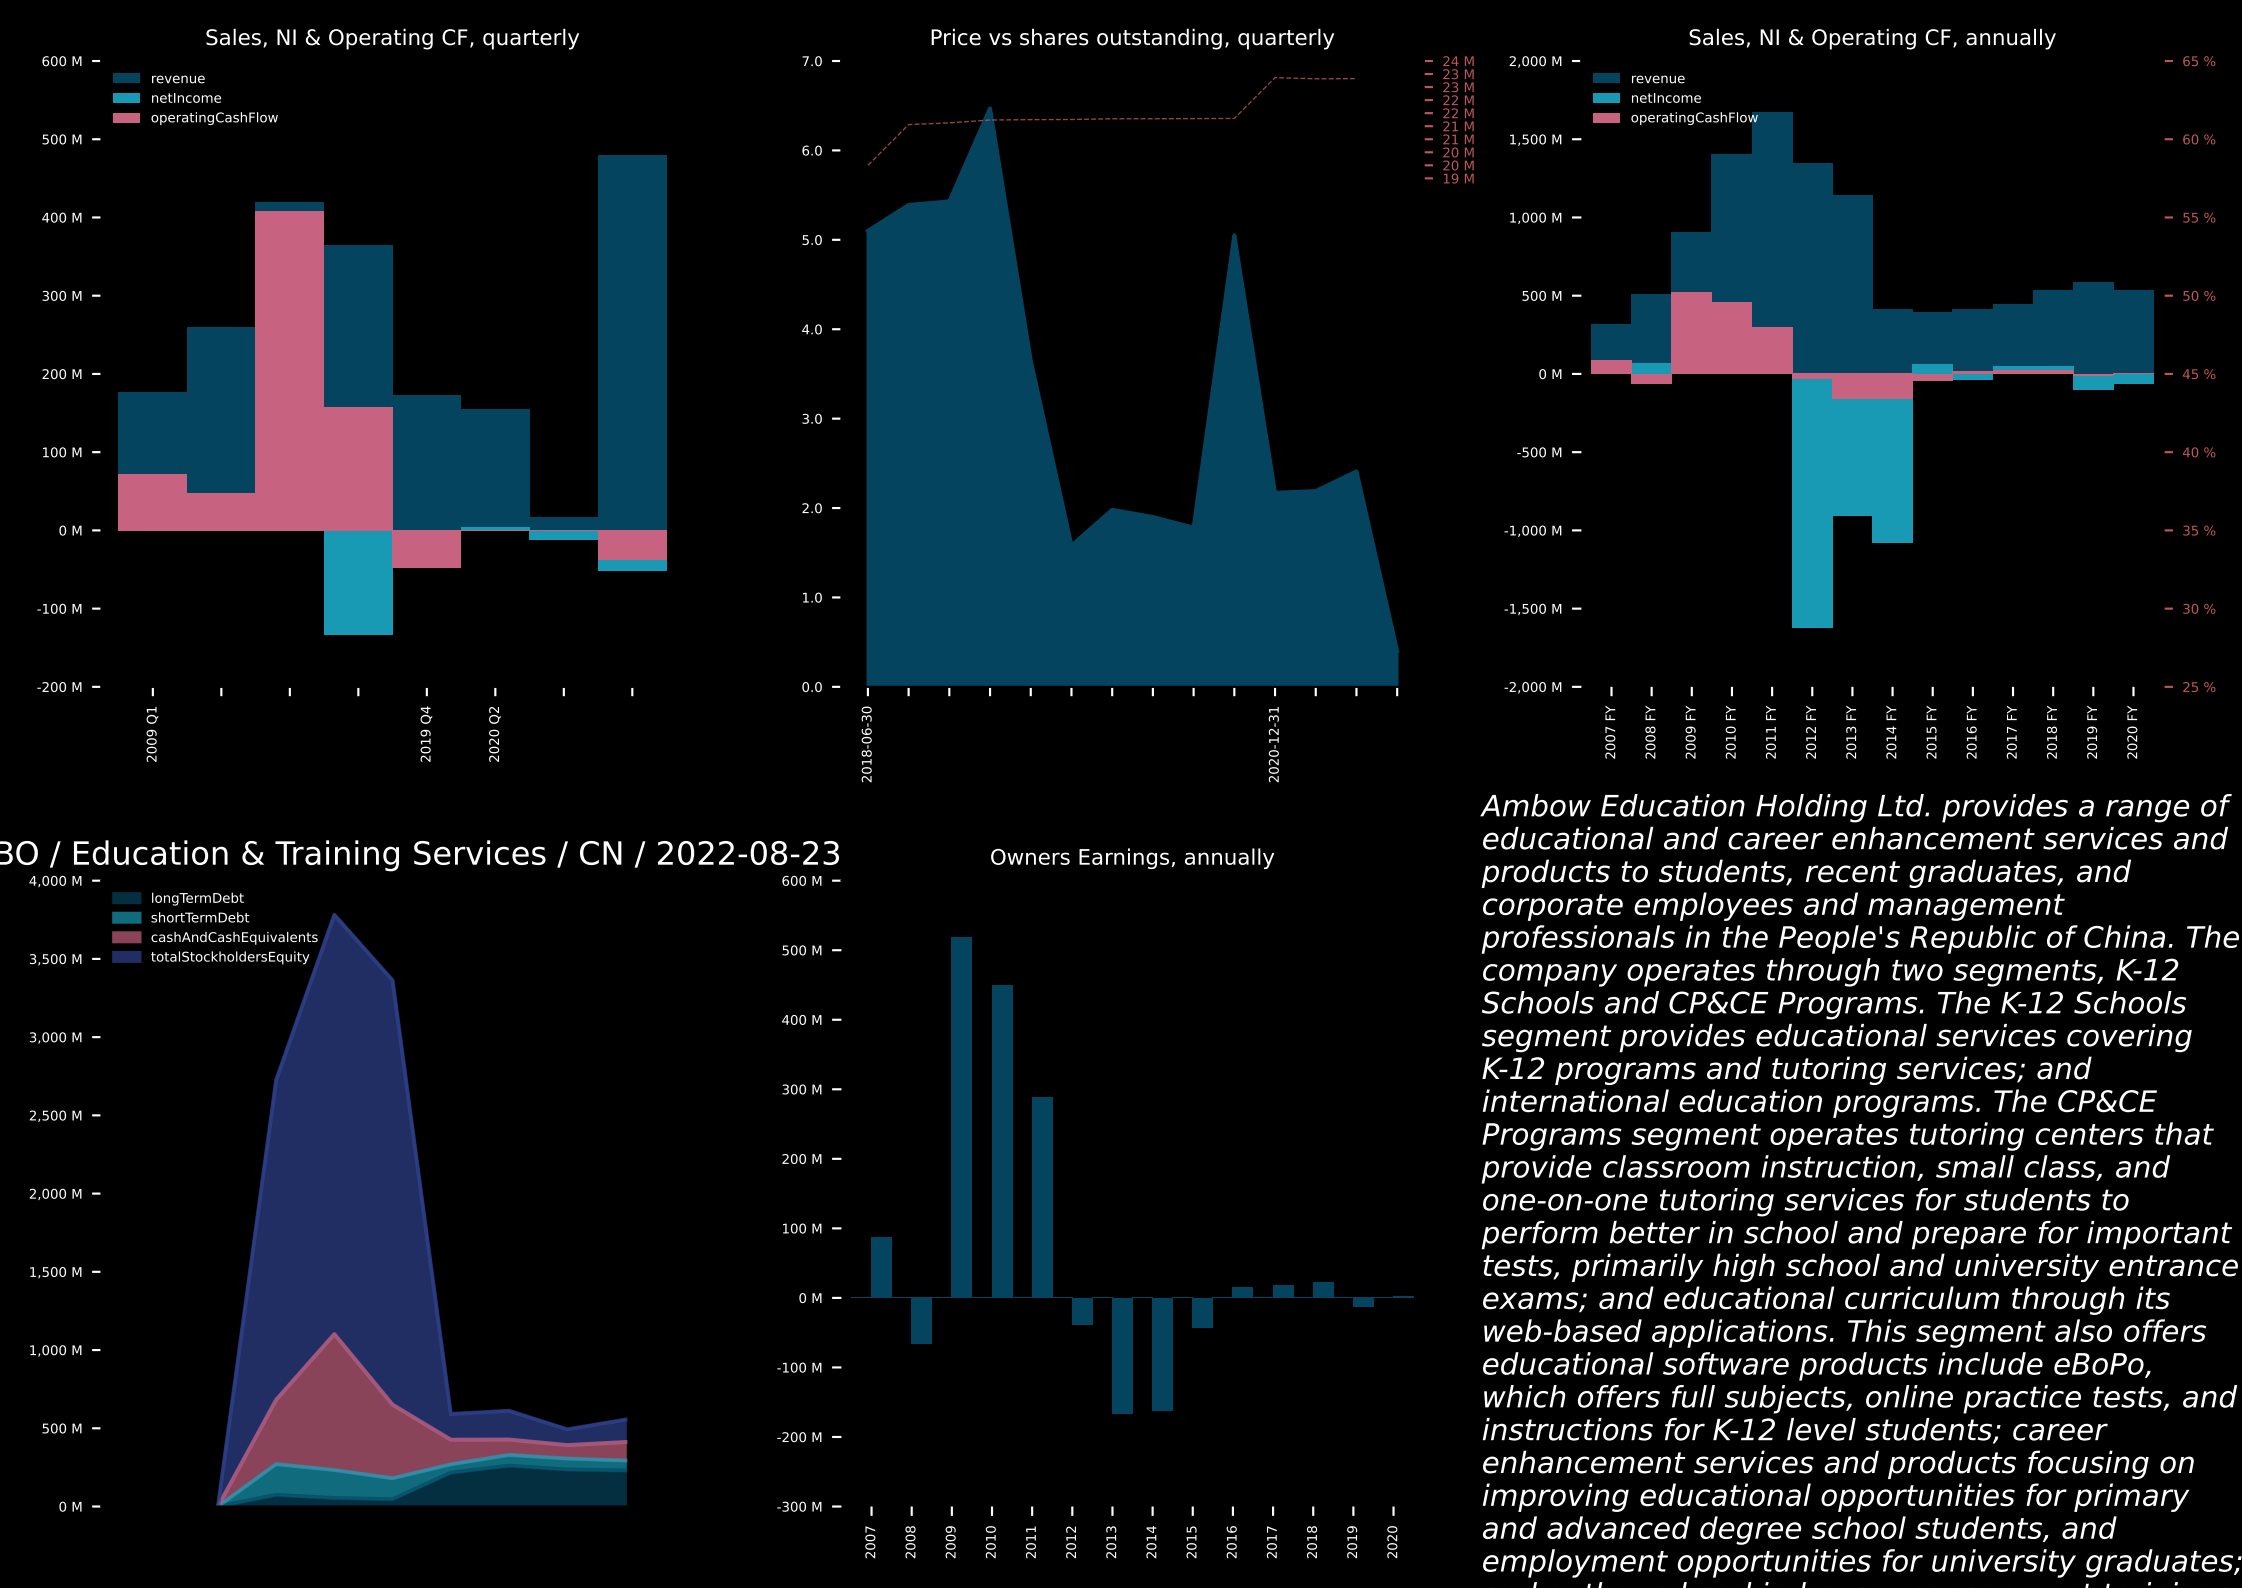 Sales, NI & Operating CF, quarterly
600 M
500 M
400 M
300 M
200 M
100 M
0 M
-100 M
-200 M
revenue
netIncome
operatingCashFlow
2009 Q1
2019 Q4
2020 Q2
Price vs shares outstanding, quarterly
7.0
6.0
5.0
4.0
3.0
2.0
1.0
0.0
24 M
23 M
23 M
22 M
22 M
21 M
21 M
20 M
20 M
19 M
2018-06-30
2020-12-31
Sales, NI & Operating CF, annually
2,000 M
1,500 M
1,000 M
500 M
0 M
-500 M
-1,000 M
-1,500 M
-2,000 M
revenue
netIncome
operatingCashFlow
65 %
60 %
55 %
50 %
45 %
40 %
35 %
30 %
25 %
2007 FY
2008 FY
2009 FY
2010 FY
2011 FY
2012 FY
2013 FY
2014 FY
2015 FY
2016 FY
2017 FY
2018 FY
2019 FY
2020 FY
BO / Education & Training Services / CN / 2022-08-23
4,000 M
3,500 M
3,000 M
2,500 M
2,000 M
1,500 M
1,000 M
500 M
0 M
longTermDebt
shortTermDebt
cashAndCashEquivalents
totalStockholdersEquity
Owners Earnings, annually
600 M
500 M
400 M
300 M
200 M
100 M
0 M
-100 M
-200 M
-300 M
2007
2008
2009
2010
2011
2012
2013
2014
2015
2016
2017
2018
2019
2020
Ambow Education Holding Ltd. provides a range of
educational and career enhancement services and
products to students, recent graduates, and
corporate employees and management
professionals in the People's Republic of China. The
company operates through two segments, K-12
Schools and CP&CE Programs. The K-12 Schools
segment provides educational services covering
K-12 programs and tutoring services; and
international education programs. The CP&CE
Programs segment operates tutoring centers that
provide classroom instruction, small class, and
one-on-one tutoring services for students to
perform better in school and prepare for important
tests, primarily high school and university entrance
exams; and educational curriculum through its
web-based applications. This segment also offers
educational software products include eBoPo,
which offers full subjects, online practice tests, and
instructions for K-12 level students; career
enhancement services and products focusing on
improving educational opportunities for primary
and advanced degree school students, and
employment opportunities for university graduates;